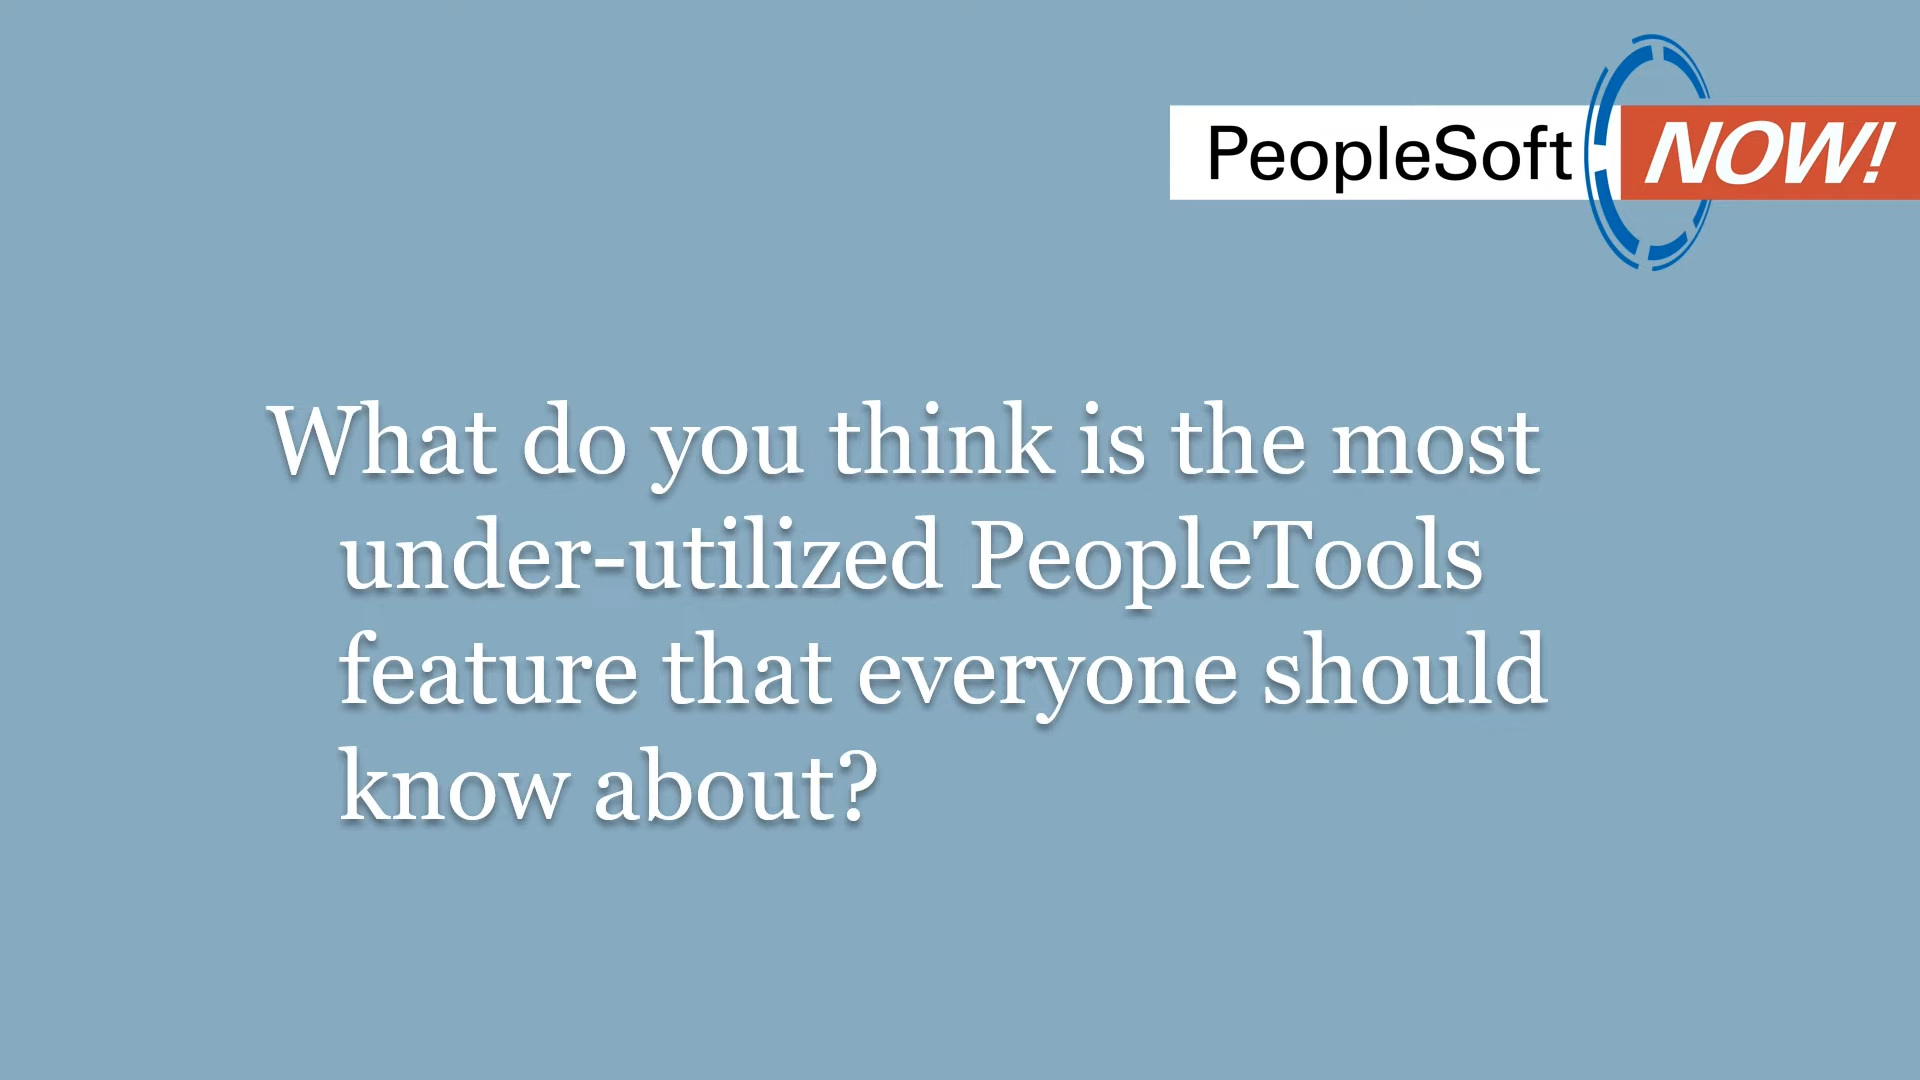 PeopleSoft NOW!
What do you think is the most
under-utilized PeopleTools
feature that everyone should
know about?